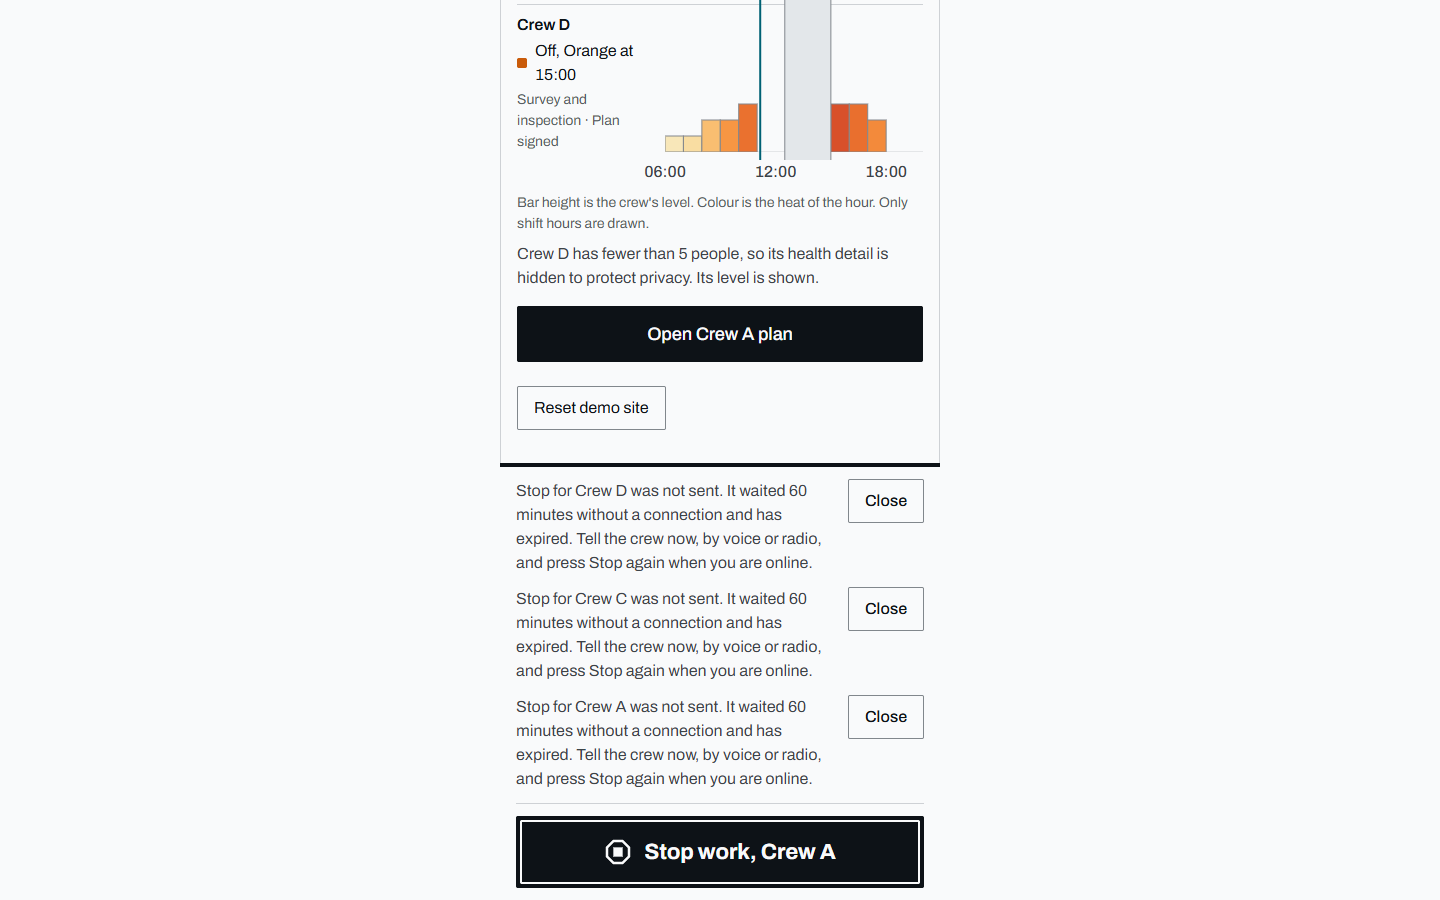 Crew D
Off, Orange at
15:00
Survey and
inspection · Plan
signed
06:00
12:00
18:00
Bar height is the crew's level. Colour is the heat of the hour. Only
shift hours are drawn.
Crew D has fewer than 5 people, so its health detail is
hidden to protect privacy. Its level is shown.
Open Crew A plan
Reset demo site
Stop for Crew D was not sent. It waited 60
minutes without a connection and has
expired. Tell the crew now, by voice or radio,
and press Stop again when you are online.
Close
Stop for Crew C was not sent. It waited 60
minutes without a connection and has
expired. Tell the crew now, by voice or radio,
and press Stop again when you are online.
Close
Stop for Crew A was not sent. It waited 60
minutes without a connection and has
expired. Tell the crew now, by voice or radio,
and press Stop again when you are online.
Close
Stop work, Crew A